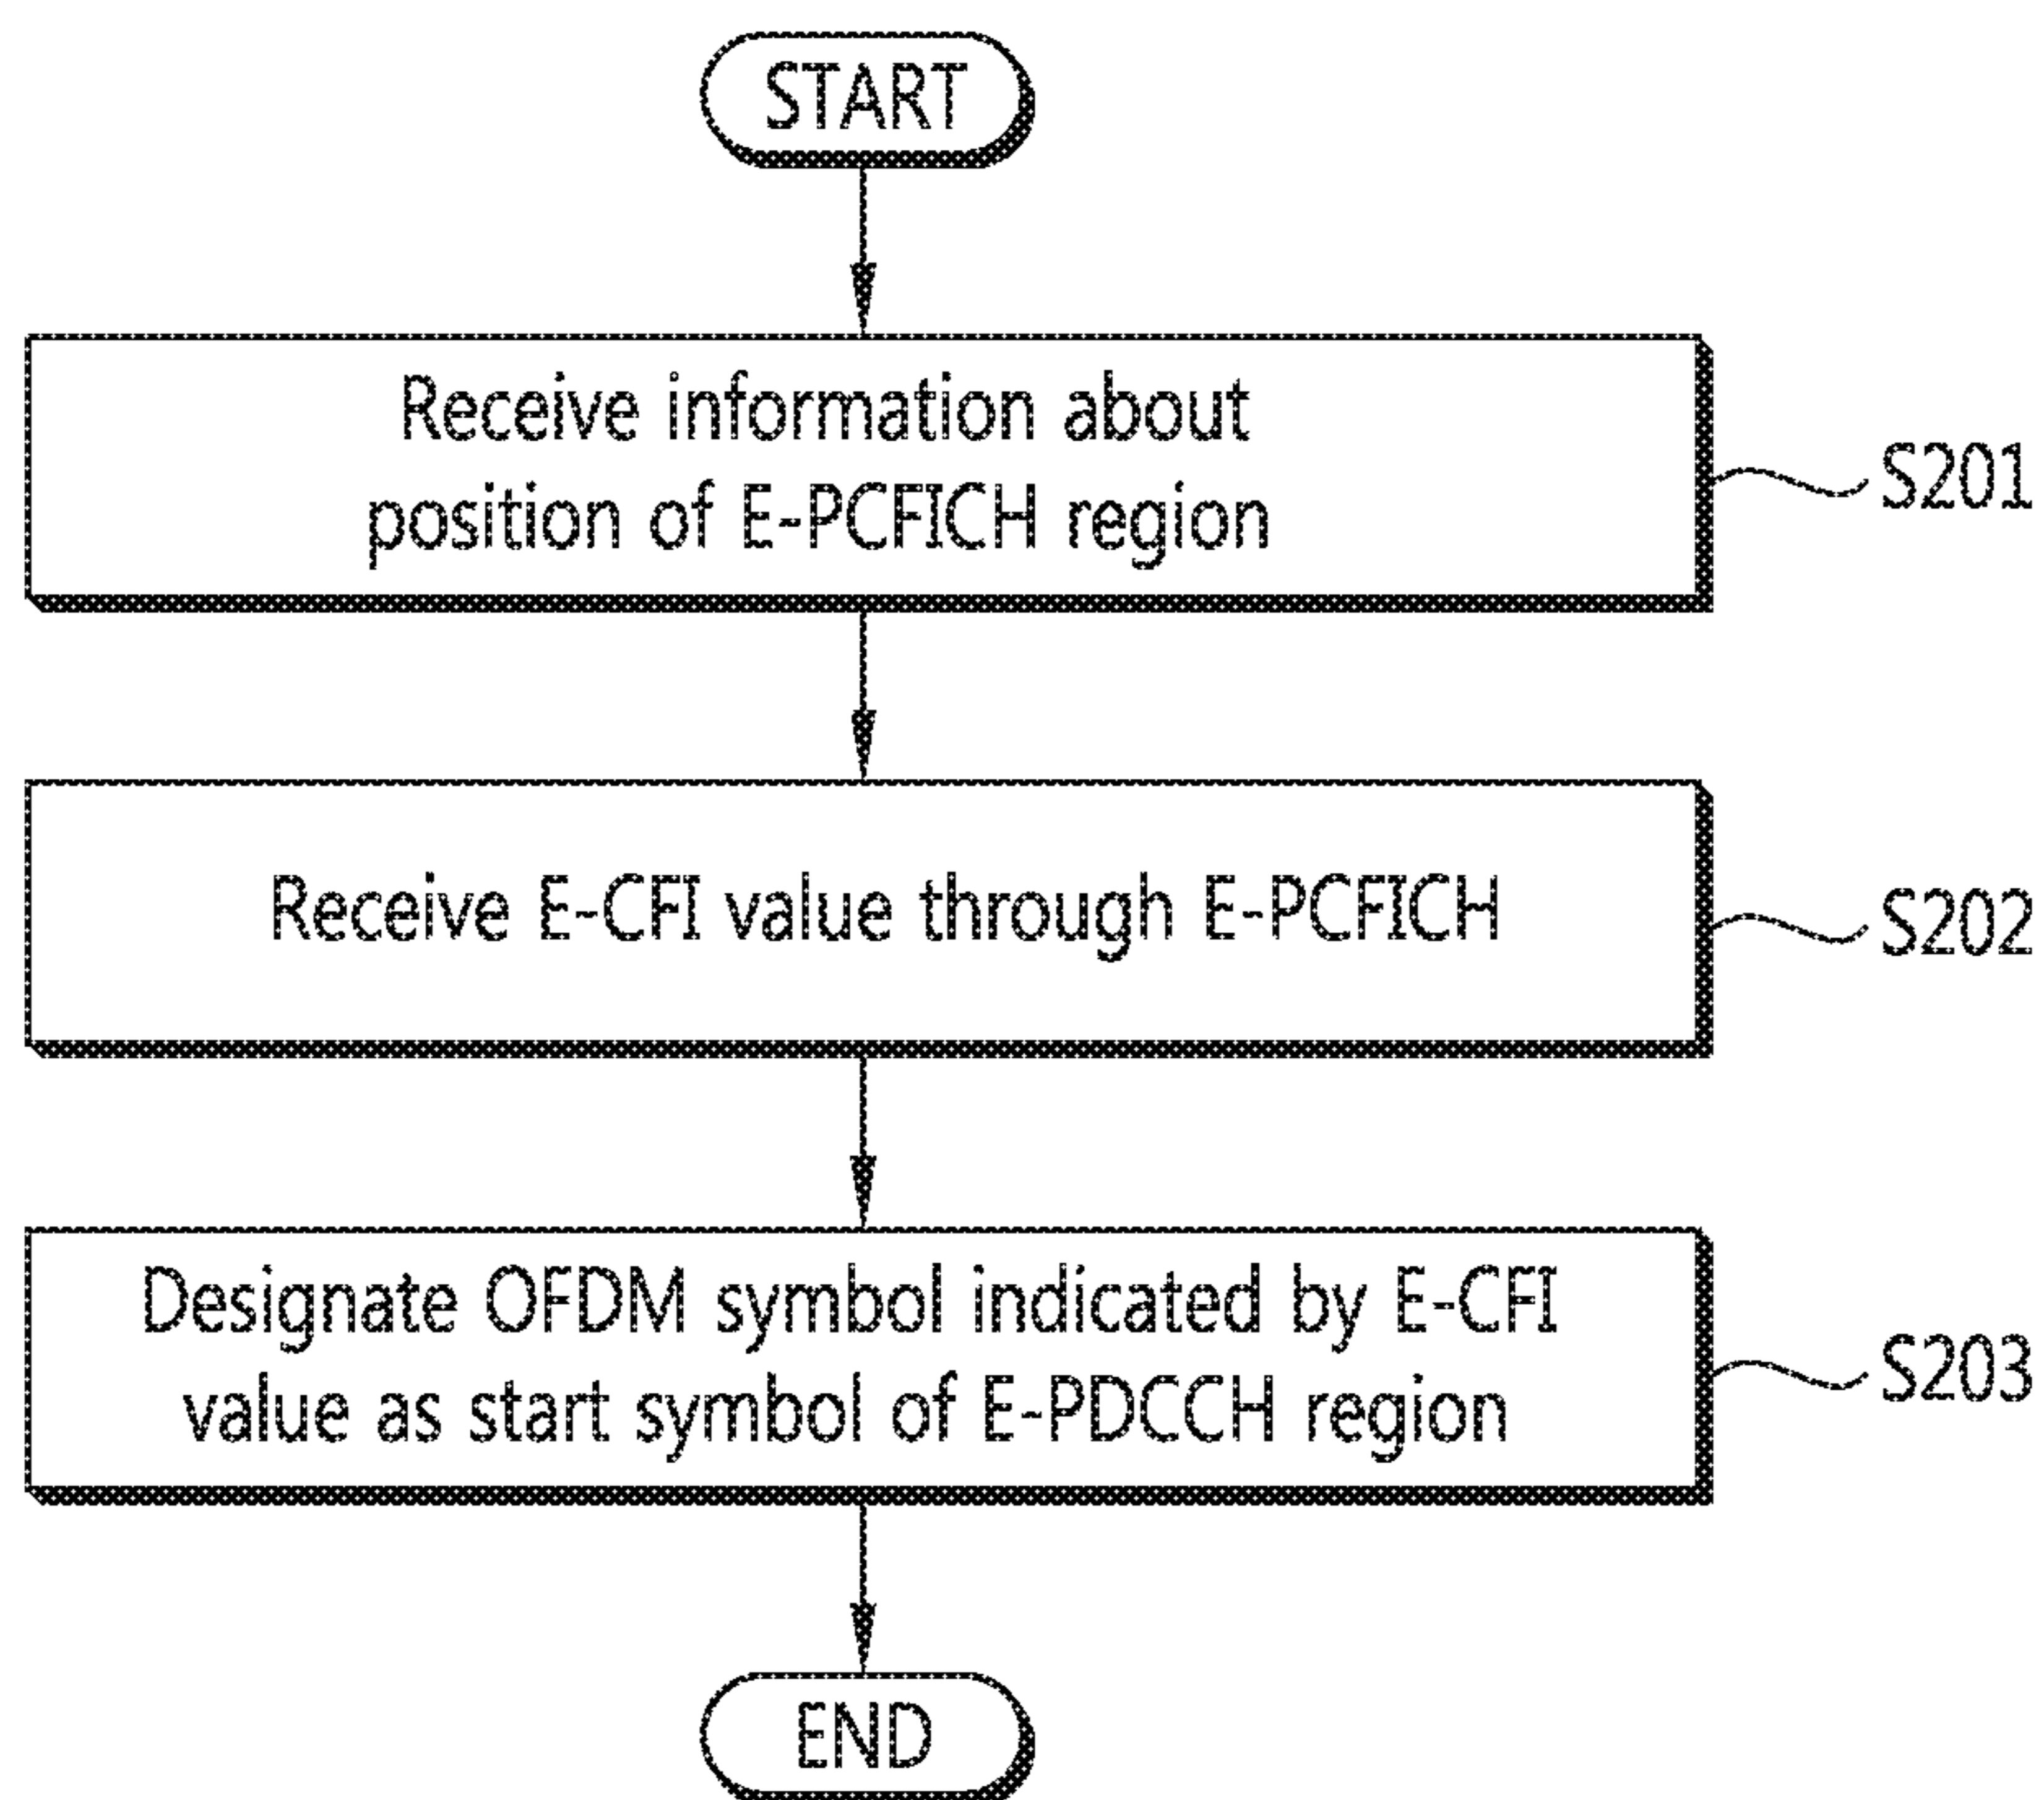 START
Receive information about
position of E-PCFICH region
S201
Receive E-CFI value through E-PCFICH
S202
Designate OFDM symbol indicated by E-CFI
value as start symbol of E-PDCCH region
S203
END